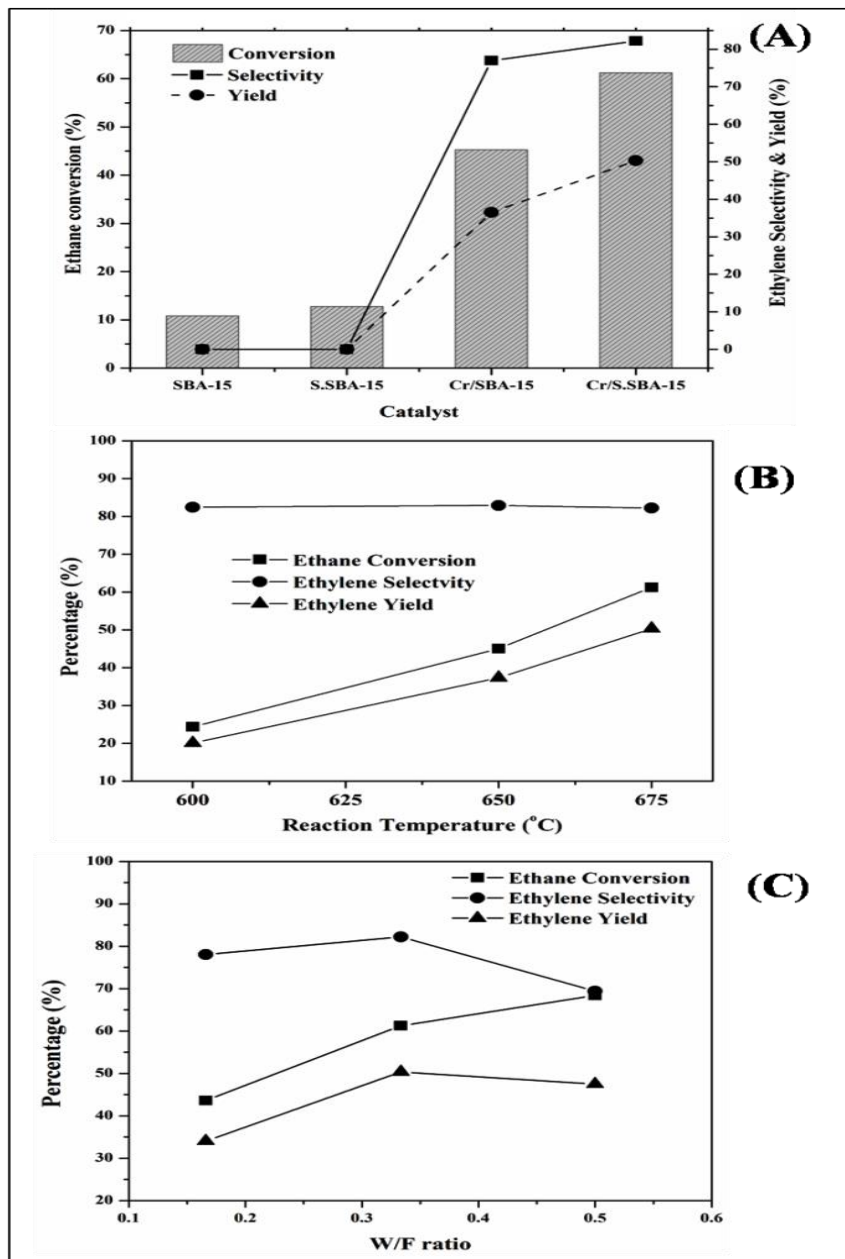 (A)
70
60
50
40
30
20
10
0
Ethane conversion (%)
Conversion
Selectivity
Yield
80
70
60
50
40
30
20
10
0
Ethylene Selectivity & Yield (%)
SBA-15 S.SBA-15 Cr/SBA-15 Cr/S.SBA-15
Catalyst
(B)
100
90
80
70
60
50
40
30
20
10
Percentage (%)
Ethane Conversion
Ethylene Selectvity
Ethylene Yield
600 625 650 675
Reaction Temperature (°C)
(C)
100
90
80
70
60
50
40
30
20
Percentage (%)
Ethane Conversion
Ethylene Selectivity
Ethylene Yield
0.1 0.2 0.3 0.4 0.5 0.6
W/F ratio